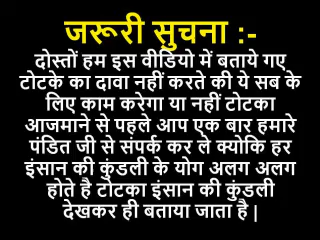 जरूरी सुचना :-
दोस्तों हम इस वीडियो में बताये गए
टोटके का दावा नहीं करते की ये सब के
लिए काम करेगा या नहीं टोटका
आजमाने से पहले आप एक बार हमारे
पंडित जी से संपर्क कर ले क्योकि हर
इंसान की कुंडली के योग अलग अलग
होते है टोटका इंसान की कुंडली
देखकर ही बताया जाता है |